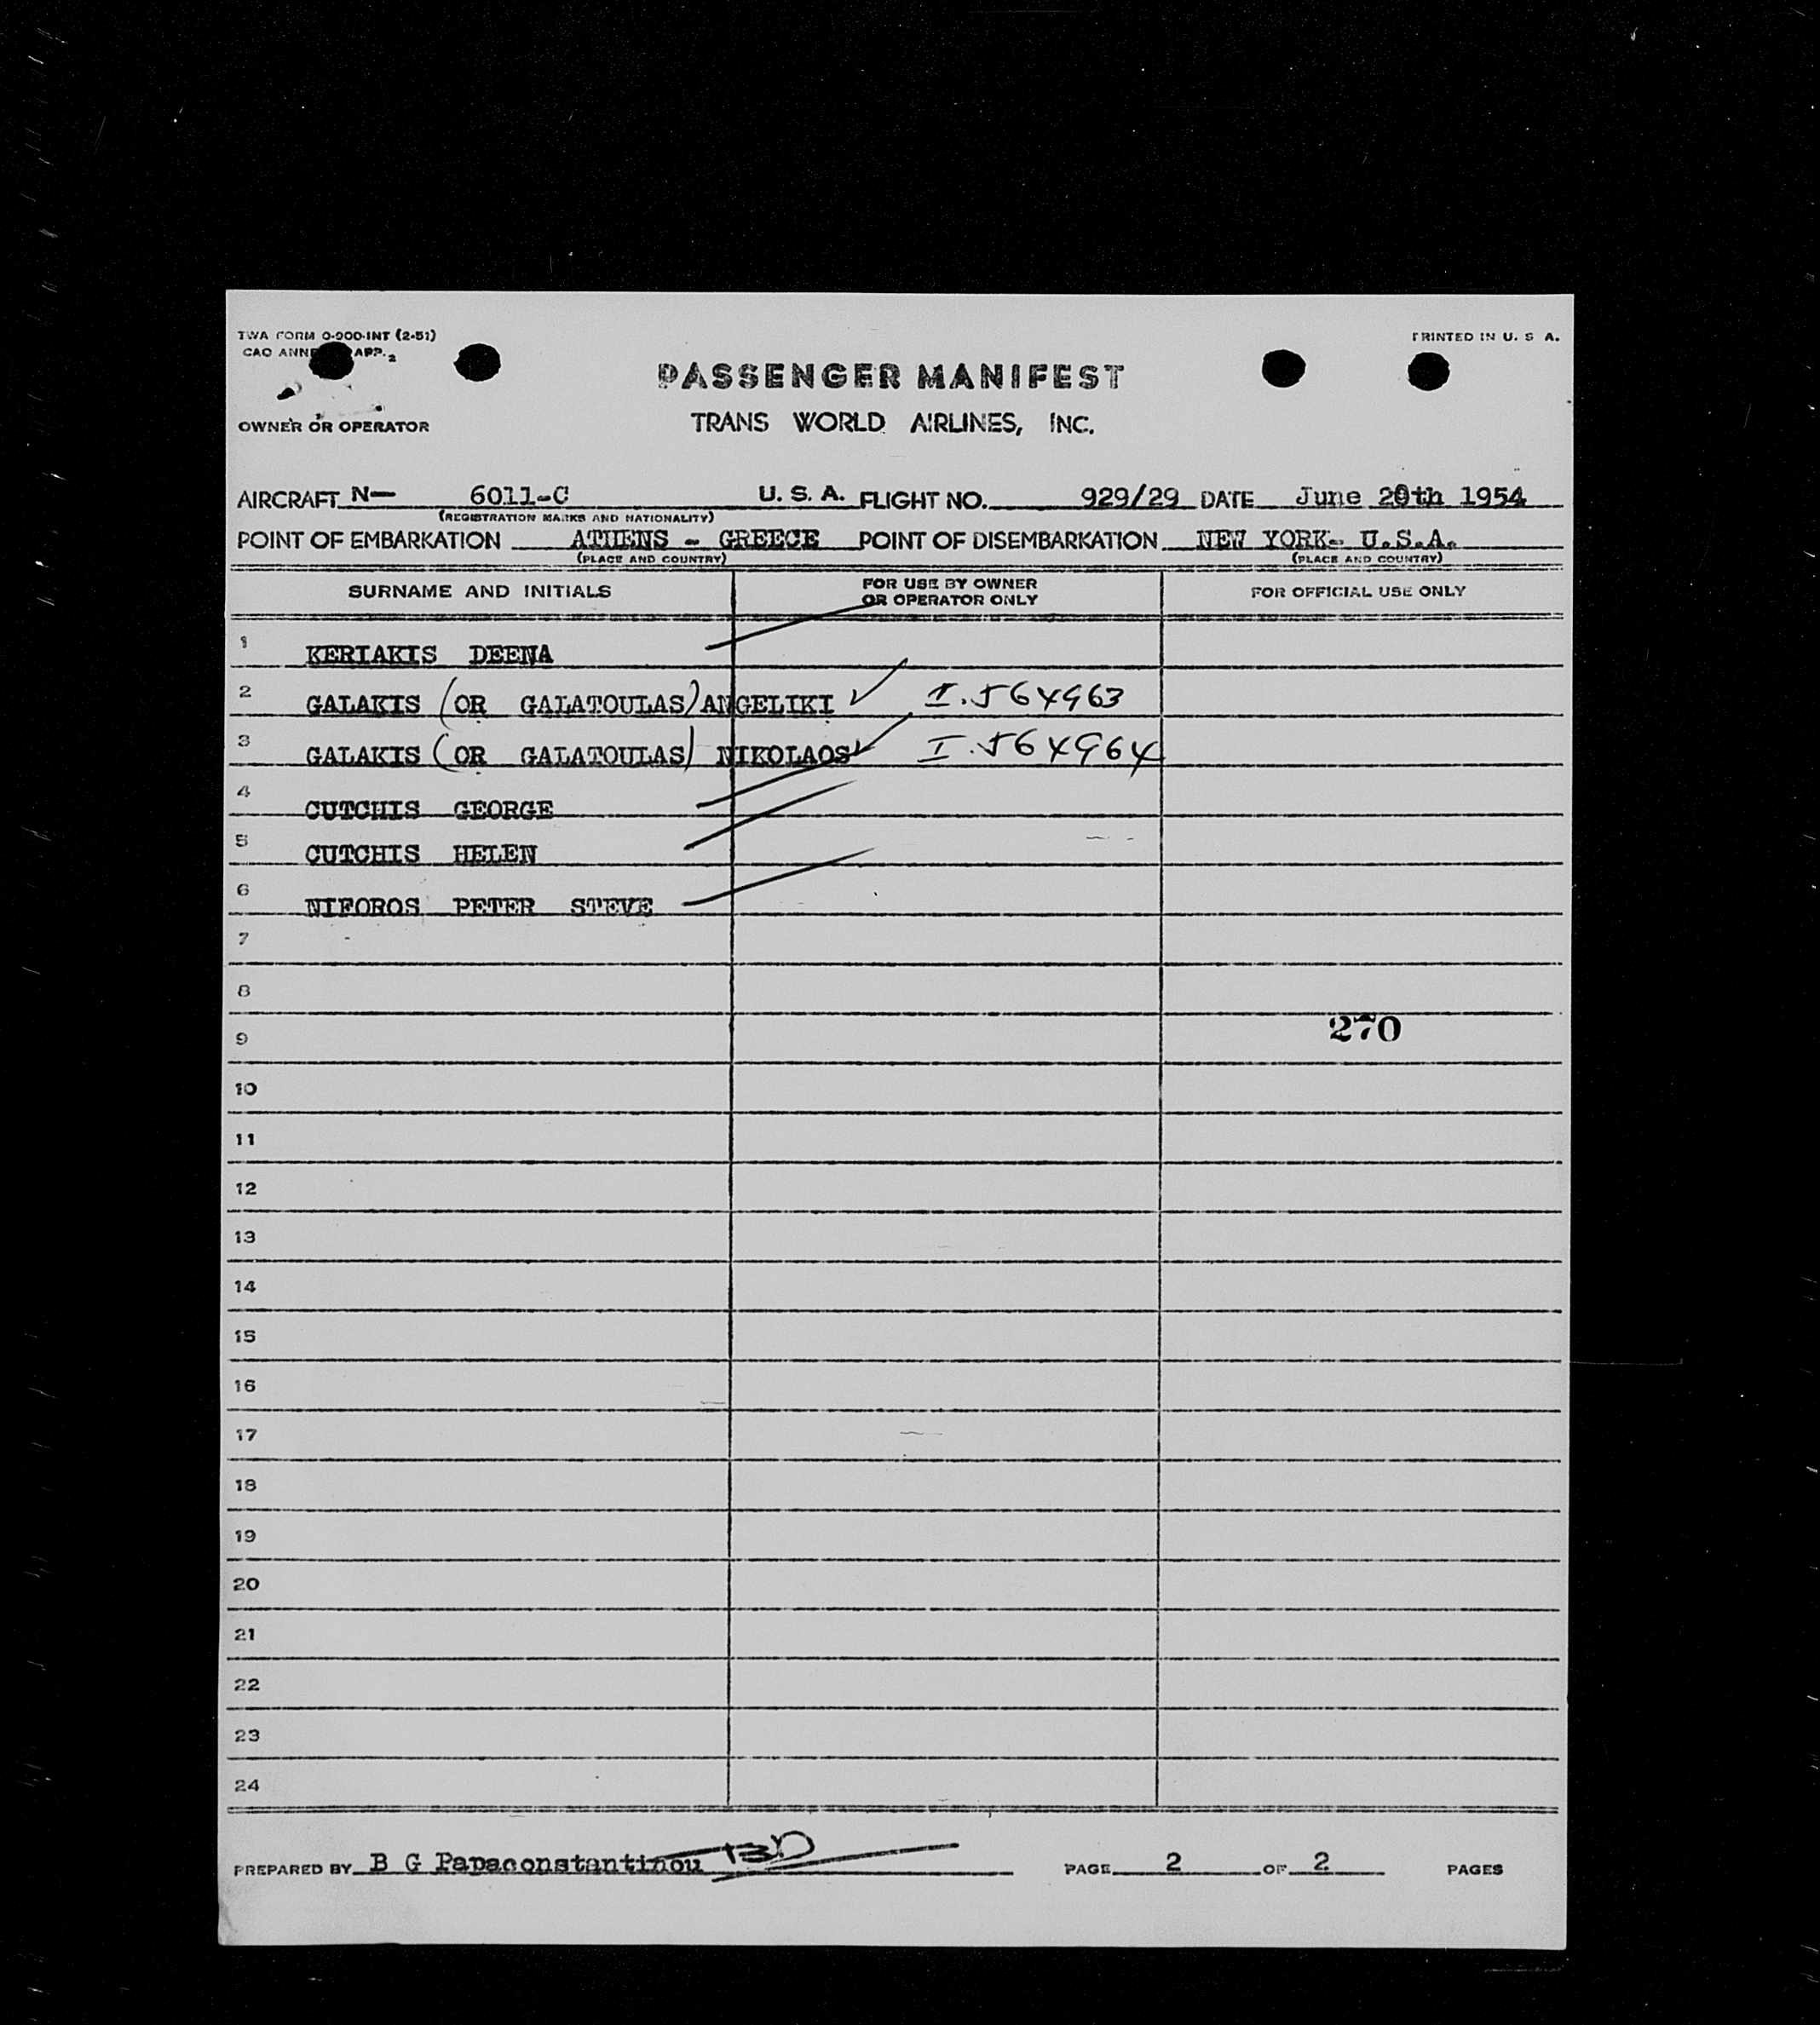 TWA FORM O-900-INT (2-51)
PRINTED IN U. S A.
CAO ANNE APP. 2
PASSENGER MANIFEST
OWNER OR OPERATOR
TRANS WORLD AIRLINES, INC.
AIRCRAFT N— 6011-C U. S. A. FLIGHT NO. 929/29 DATE June 20th 1954
(REGISTRATION MARKS AND NATIONALITY)
POINT OF EMBARKATION ATHENS - GREECE POINT OF DISEMBARKATION NEW YORK- U.S.A.
(PLACE AND COUNTRY) (PLACE AND COUNTRY)
SURNAME AND INITIALS FOR USE BY OWNER OR OPERATOR ONLY FOR OFFICIAL USE ONLY
1 KERIAKIS DEENA
2 GALAKIS (OR GALATOULAS) ANGELIKI I.564963
3 GALAKIS (OR GALATOULAS) NIKOLAOS I.564964
4 CUTCHIS GEORGE
5 CUTCHIS HELEN
6 NIFOROS PETER STEVE
7
8
9 270
10
11
12
13
14
15
16
17
18
19
20
21
22
23
24
PREPARED BY B G Papaconstantinou PAGE 2 OF 2 PAGES